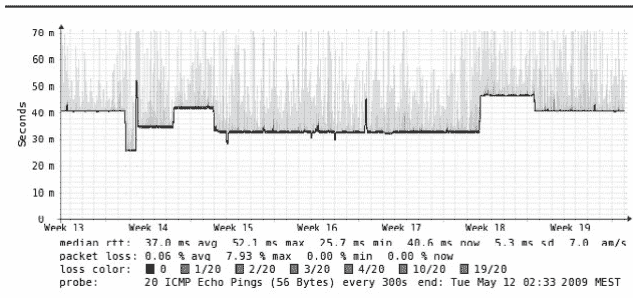 70 m
60 m
50 m
40 m
30 m
20 m
10 m
0
Seconds
Week 13 Week 14 Week 15 Week 16 Week 17 Week 18 Week 19
median rtt: 37.0 ms avg 52.1 ms max 25.7 ms min 40.6 ms now 5.3 ms sd 7.0 am/s
packet loss: 0.06 % avg 7.93 % max 0.00 % min 0.00 % now
loss color: 0 1/20 2/20 3/20 4/20 10/20 19/20
probe: 20 ICMP Echo Pings (56 Bytes) every 300s end: Tue May 12 02:33 2009 MEST